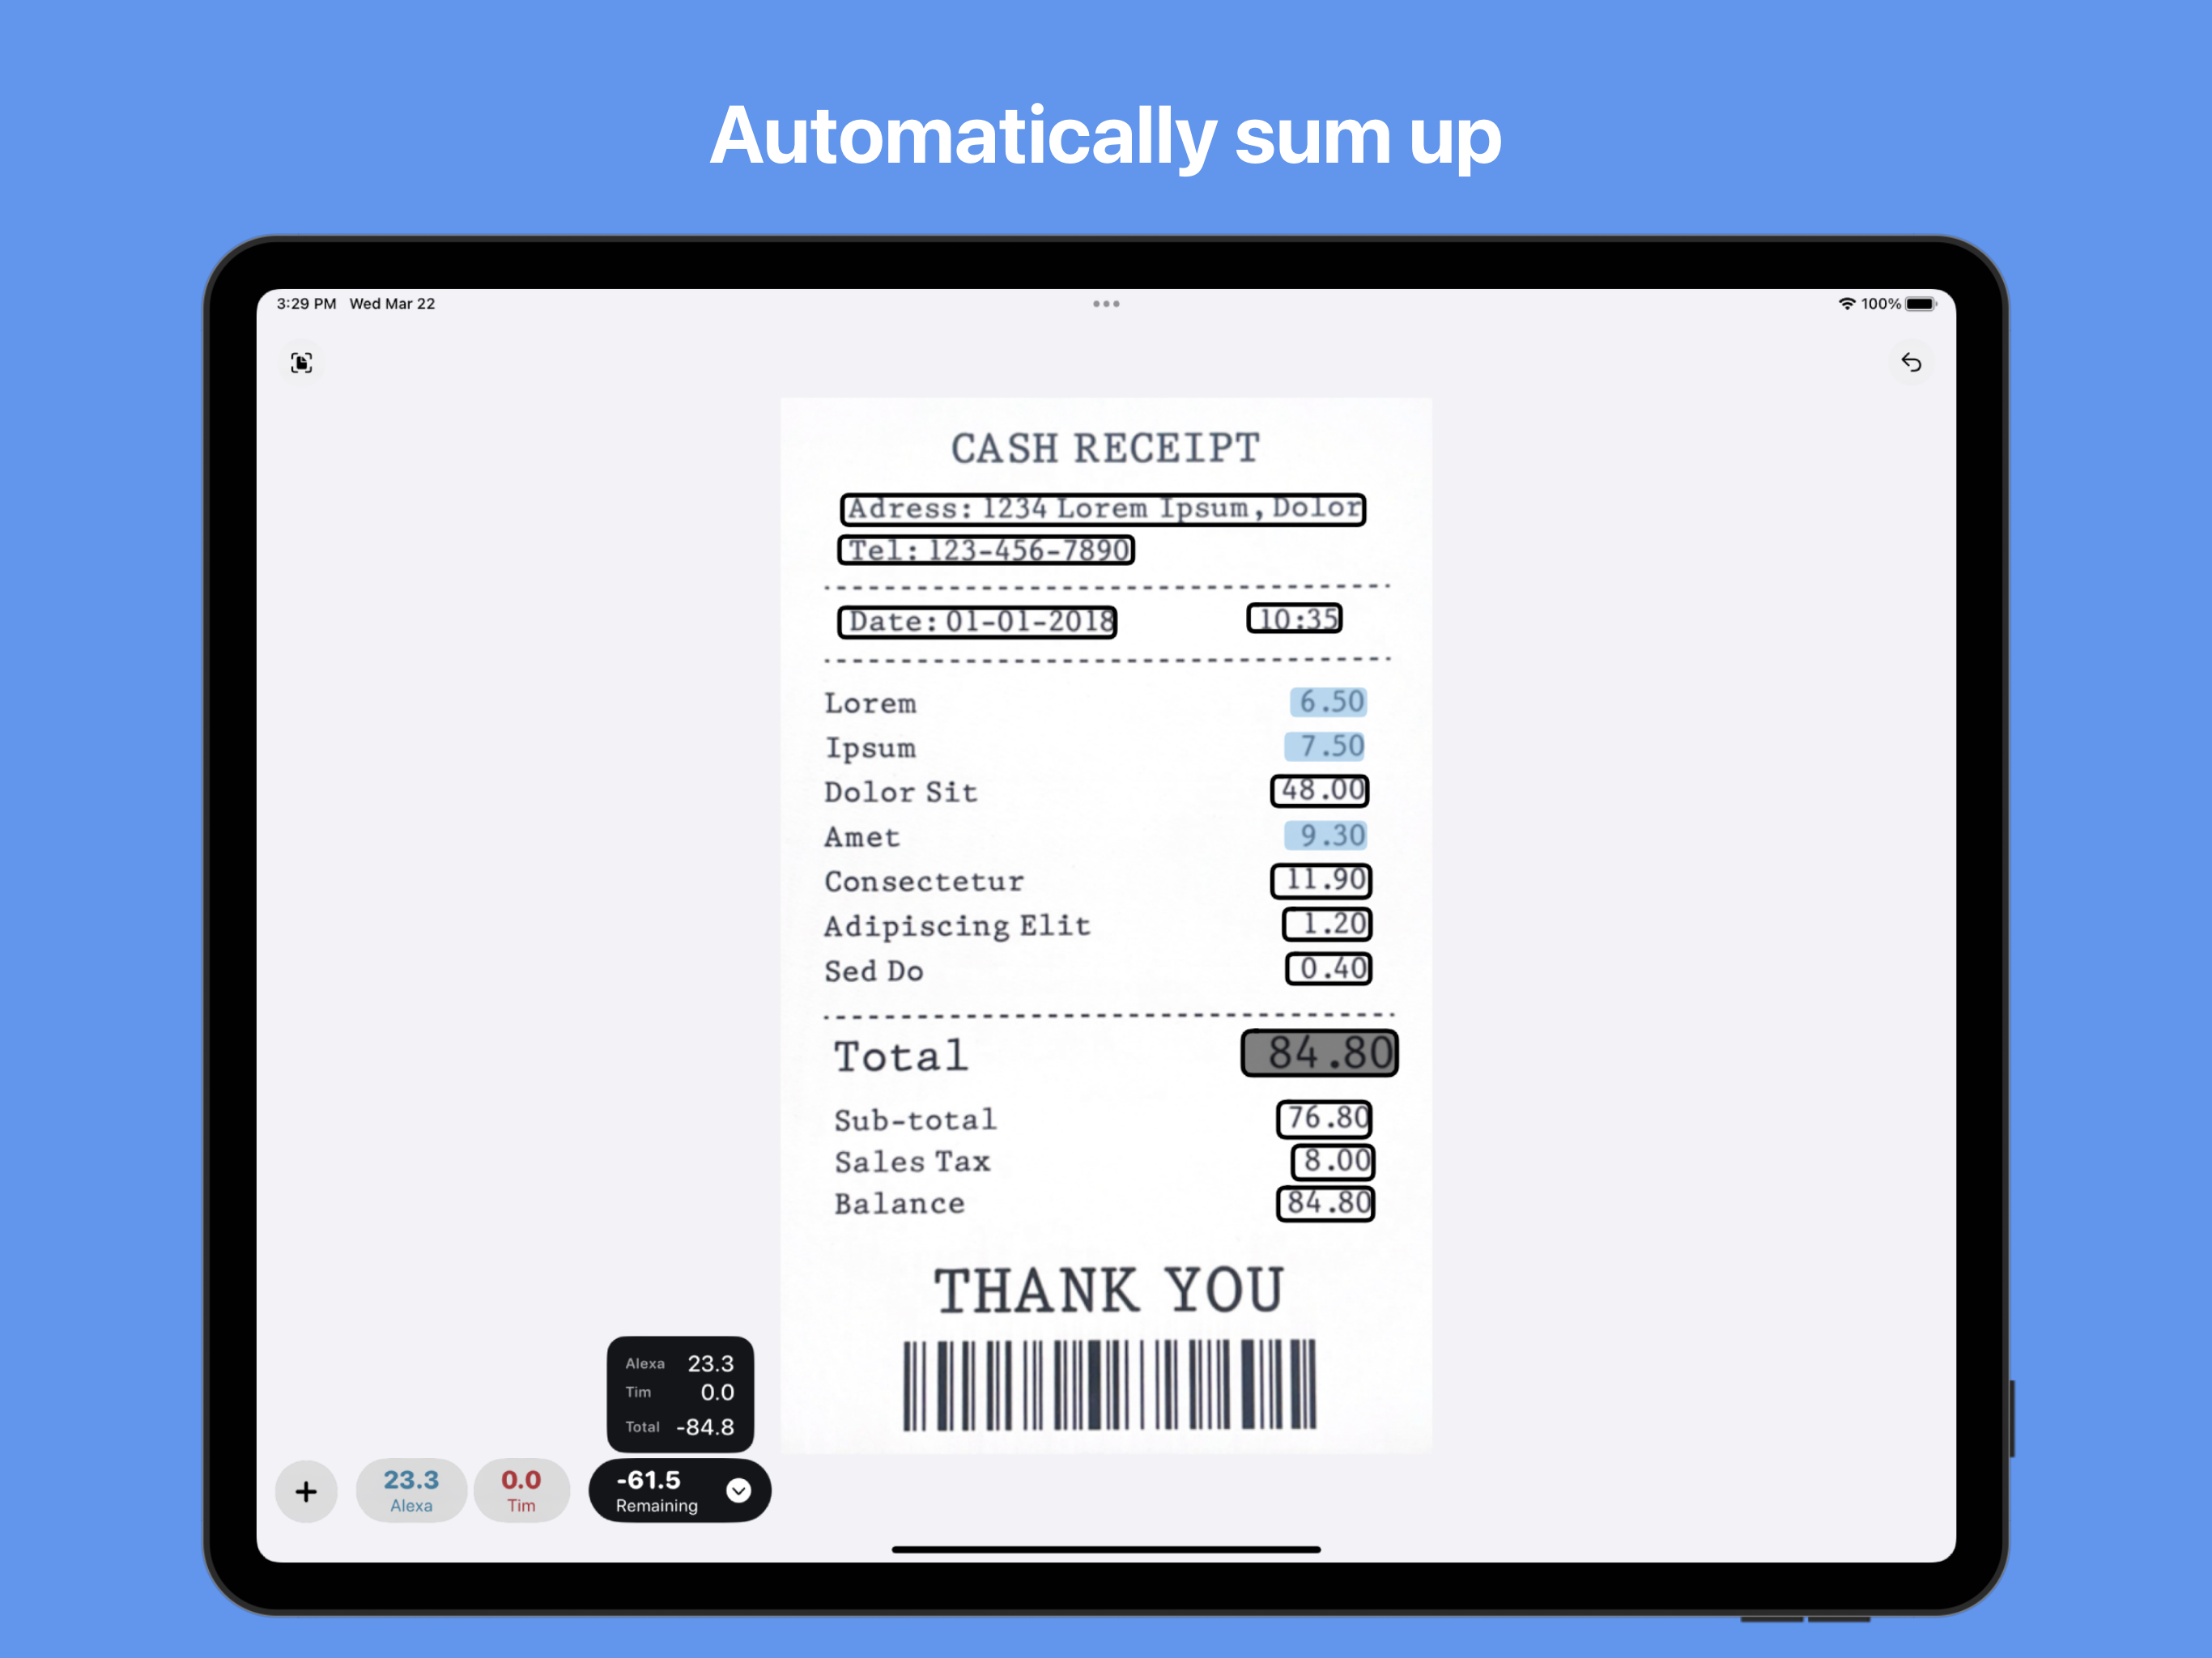 Automatically sum up
3:29 PM Wed Mar 22
100%
CASH RECEIPT
Adress: 1234 Lorem Ipsum, Dolor
Tel: 123-456-7890
Date: 01-01-2018 10:35
Lorem 6.50
Ipsum 7.50
Dolor Sit 48.00
Amet 9.30
Consectetur 11.90
Adipiscing Elit 1.20
Sed Do 0.40
Total 84.80
Sub-total 76.80
Sales Tax 8.00
Balance 84.80
THANK YOU
Alexa 23.3
Tim 0.0
Total -84.8
23.3
Alexa
0.0
Tim
-61.5
Remaining